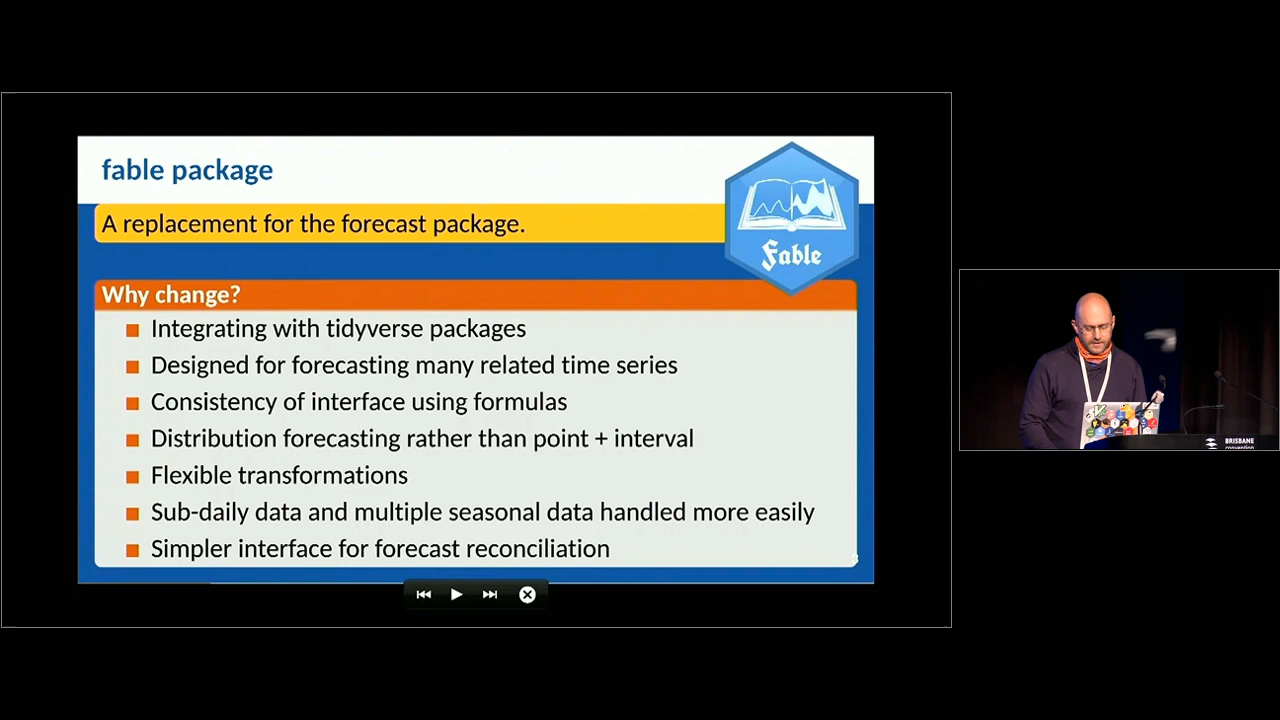 fable package
A replacement for the forecast package.
Fable
Why change?
Integrating with tidyverse packages
Designed for forecasting many related time series
Consistency of interface using formulas
Distribution forecasting rather than point + interval
Flexible transformations
Sub-daily data and multiple seasonal data handled more easily
Simpler interface for forecast reconciliation
BRISBANE
convention